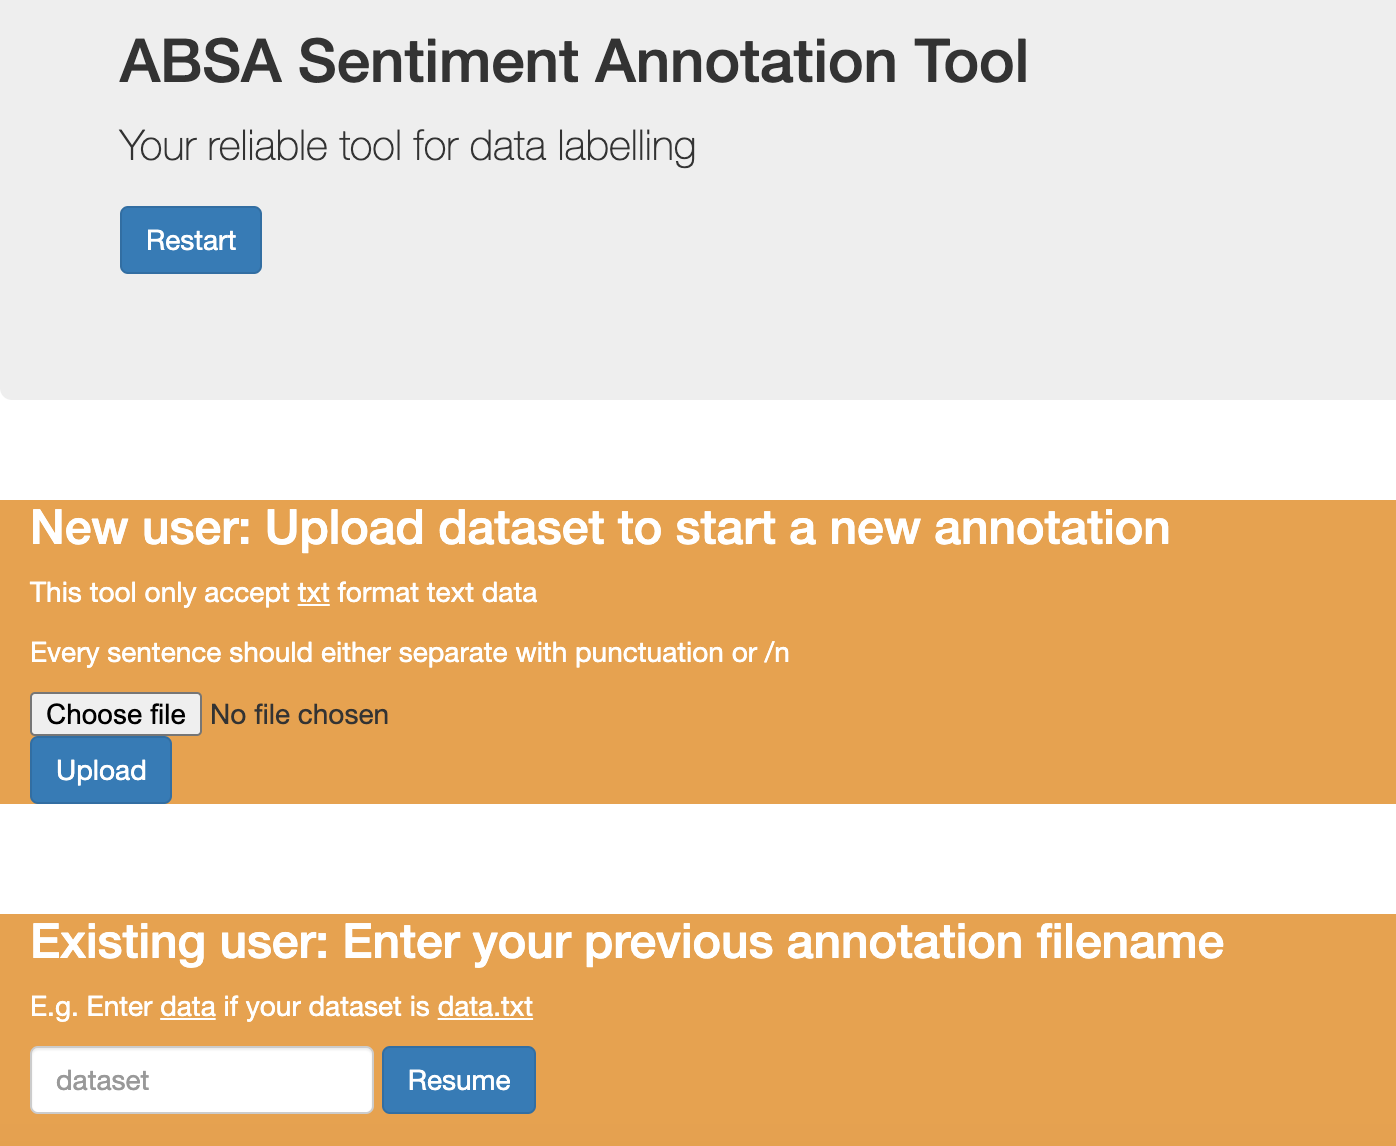 ABSA Sentiment Annotation Tool
Your reliable tool for data labelling
Restart
New user: Upload dataset to start a new annotation
This tool only accept txt format text data
Every sentence should either separate with punctuation or /n
Choose file No file chosen
Upload
Existing user: Enter your previous annotation filename
E.g. Enter data if your dataset is data.txt
dataset Resume